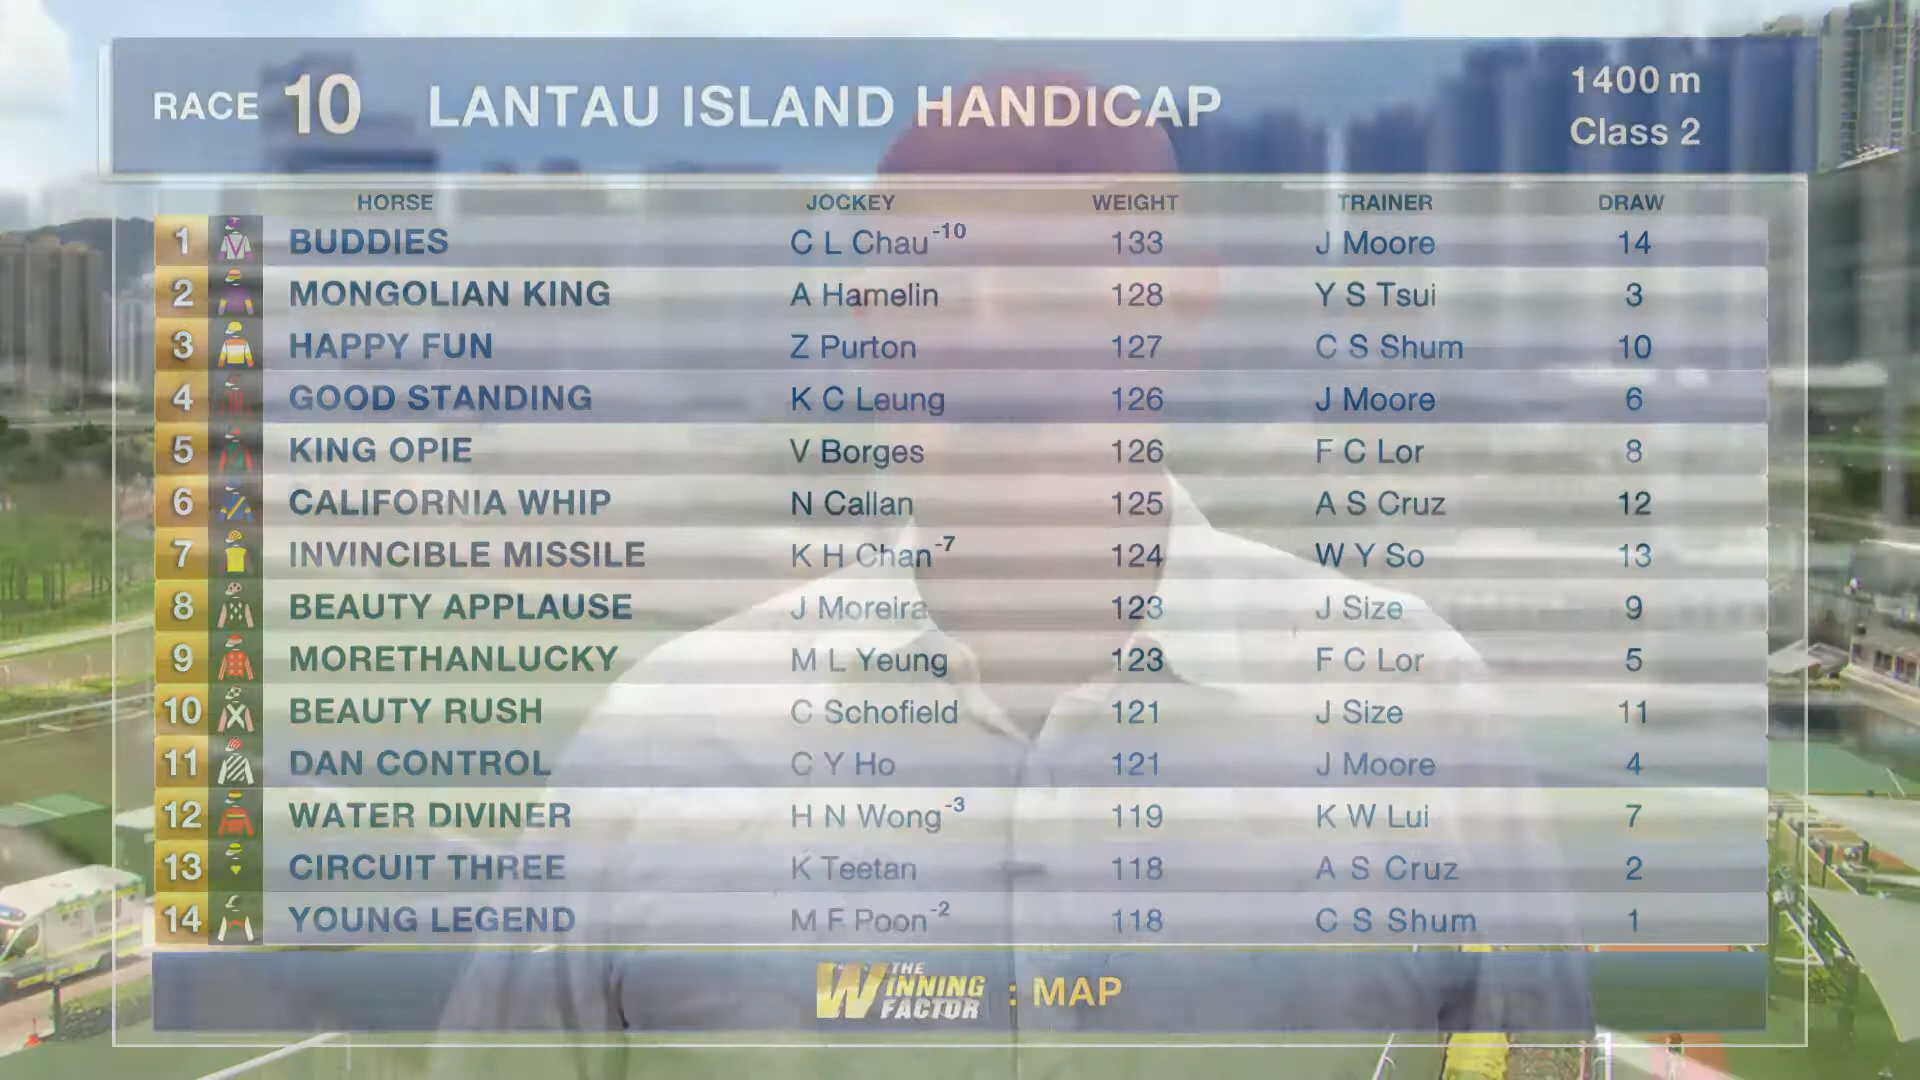 RACE 10 LANTAU ISLAND HANDICAP 1400 m
Class 2
HORSE JOCKEY WEIGHT TRAINER DRAW
1 BUDDIES C L Chau-10 133 J Moore 14
2 MONGOLIAN KING A Hamelin 128 Y S Tsui 3
3 HAPPY FUN Z Purton 127 C S Shum 10
4 GOOD STANDING K C Leung 126 J Moore 6
5 KING OPIE V Borges 126 F C Lor 8
6 CALIFORNIA WHIP N Callan 125 A S Cruz 12
7 INVINCIBLE MISSILE K H Chan-7 124 W Y So 13
8 BEAUTY APPLAUSE J Moreira 123 J Size 9
9 MORETHANLUCKY M L Yeung 123 F C Lor 5
10 BEAUTY RUSH C Schofield 121 J Size 11
11 DAN CONTROL C Y Ho 121 J Moore 4
12 WATER DIVINER H N Wong-3 119 K W Lui 7
13 CIRCUIT THREE K Teetan 118 A S Cruz 2
14 YOUNG LEGEND M F Poon-2 118 C S Shum 1
THE WINNING FACTOR : MAP